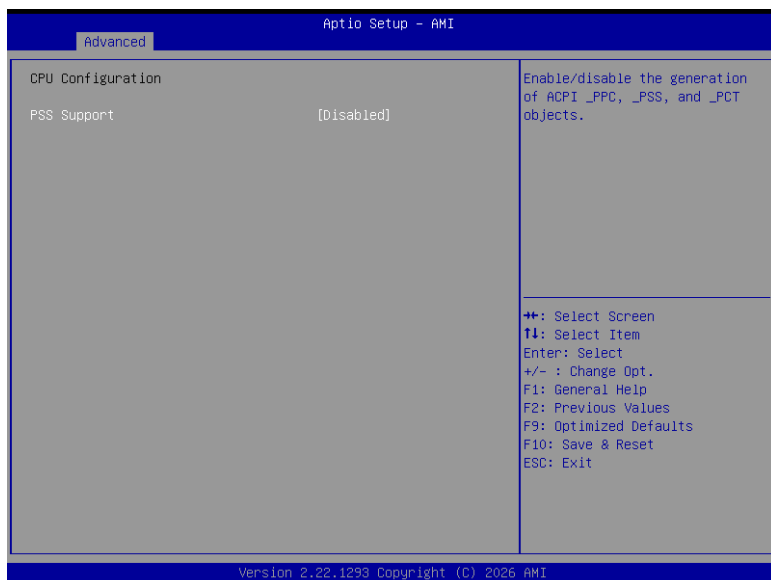 Aptio Setup – AMI
Advanced
CPU Configuration
PSS Support [Disabled]
Enable/disable the generation
of ACPI _PPC, _PSS, and _PCT
objects.
→←: Select Screen
↑↓: Select Item
Enter: Select
+/- : Change Opt.
F1: General Help
F2: Previous Values
F9: Optimized Defaults
F10: Save & Reset
ESC: Exit
Version 2.22.1293 Copyright (C) 2026 AMI